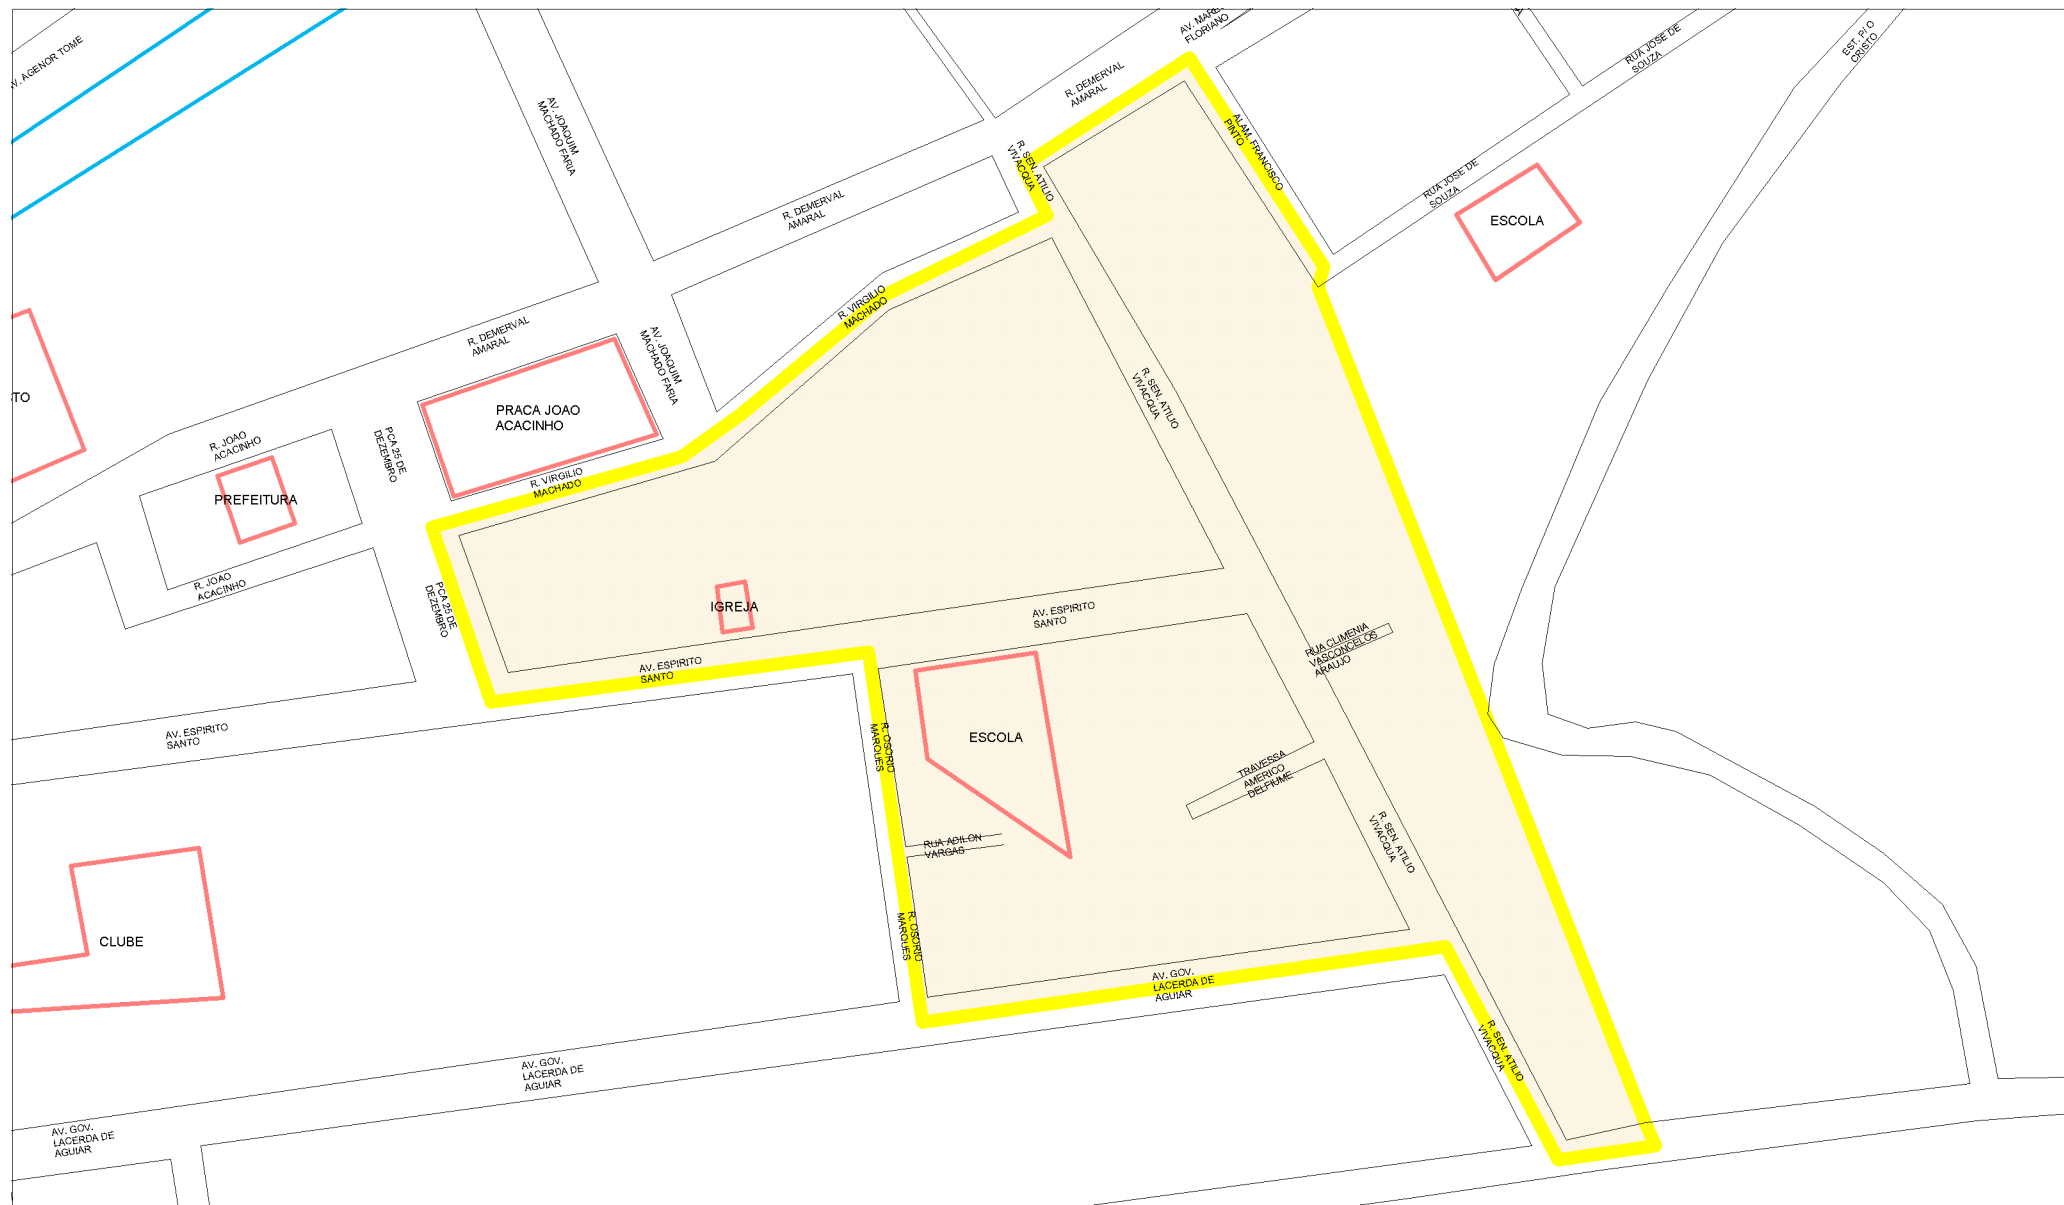 AV. MARE
FLORIANO
V. AGENOR TOME
R. DEMERVAL
AMARAL
RUA JOSE DE
SOUZA
EST. P/ O
CRISTO
AV. JOAQUIM
MACHADO FARIA
ALAM. FRANCISCO
PINTO
R. SEN. ATILIO
VIVACQUA
RUA JOSE DE
SOUZA
R. DEMERVAL
AMARAL
ESCOLA
R. VIRGILIO
MACHADO
R. DEMERVAL
AMARAL
AV. JOAQUIM
MACHADO FARIA
TO
PRACA JOAO
ACACINHO
R. SEN. ATILIO
VIVACQUA
R. JOAO
ACACINHO
PCA 25 DE
DEZEMBRO
R. VIRGILIO
MACHADO
PREFEITURA
R. JOAO
ACACINHO
PCA 25 DE
DEZEMBRO
IGREJA
AV. ESPIRITO
SANTO
RUA CLIMENIA
VASCONCELOS
ARAUJO
AV. ESPIRITO
SANTO
AV. ESPIRITO
SANTO
R. OSORIO
MARQUES
ESCOLA
TRAVESSA
AMERICO
DELFIUME
RUA ADILON
VARGAS
R. SEN. ATILIO
VIVACQUA
CLUBE
R. OSORIO
MARQUES
AV. GOV.
LACERDA DE
AGUIAR
R. SEN. ATILIO
VIVACQUA
AV. GOV.
LACERDA DE
AGUIAR
AV. GOV.
LACERDA DE
AGUIAR